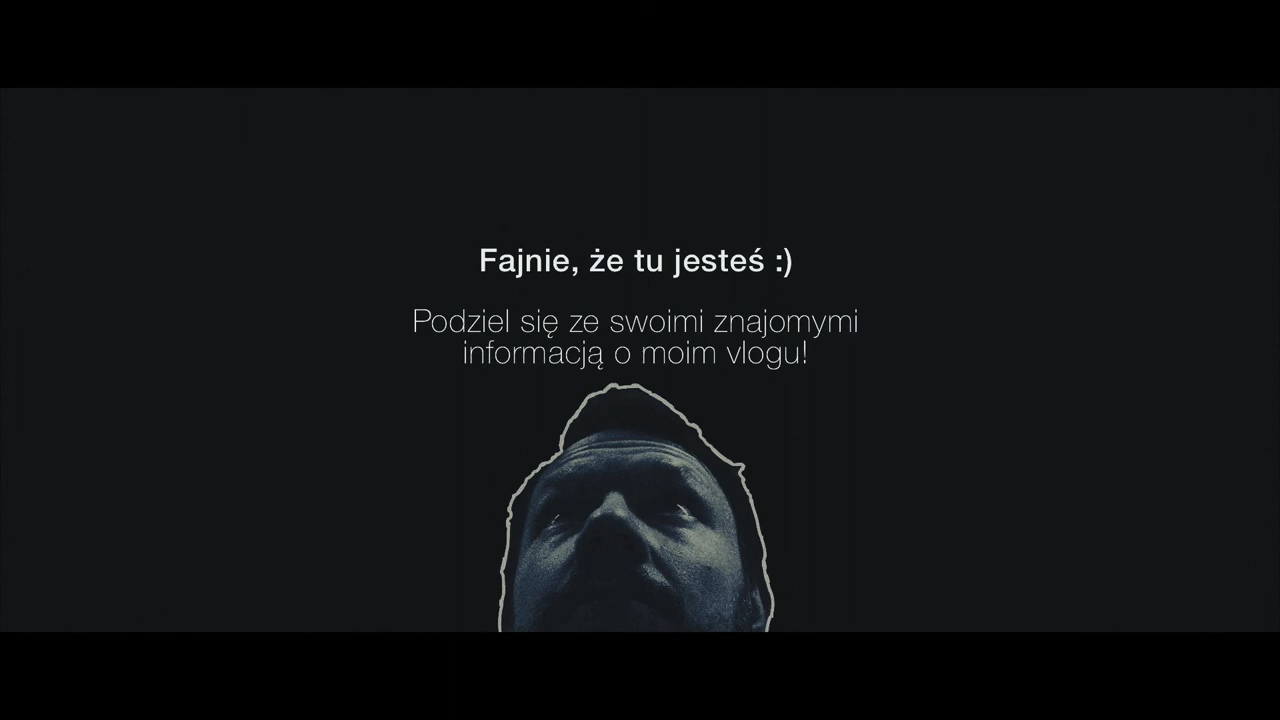 Fajnie, że tu jesteś :)
Podziel się ze swoimi znajomymi
informacją o moim vlogu!